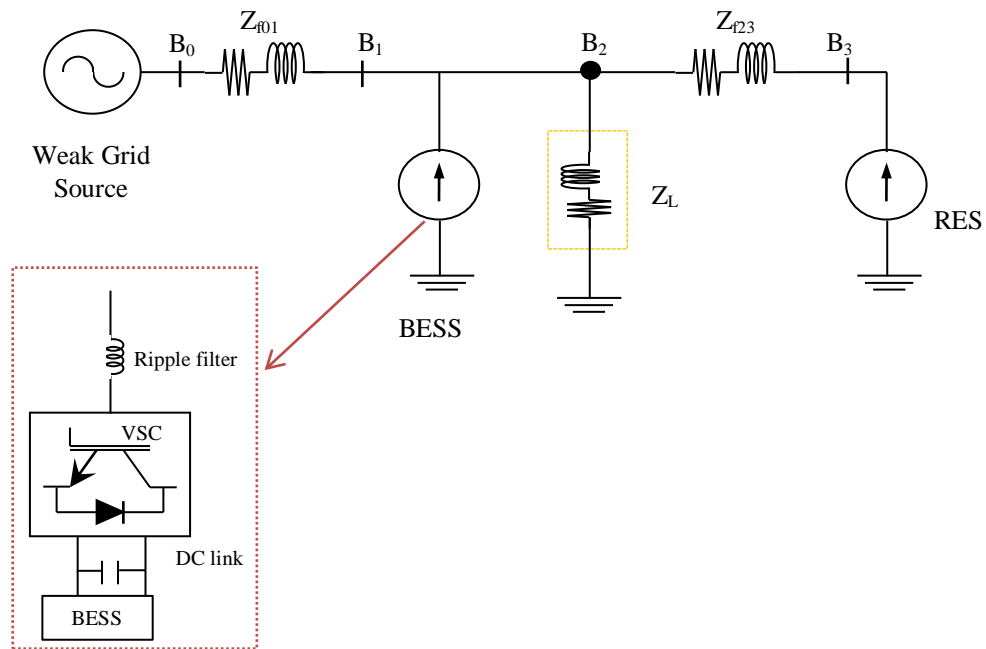 Z_f01
B_0
B_1
B_2
Z_f23
B_3
Weak Grid
Source
Z_L
RES
BESS
Ripple filter
VSC
DC link
BESS